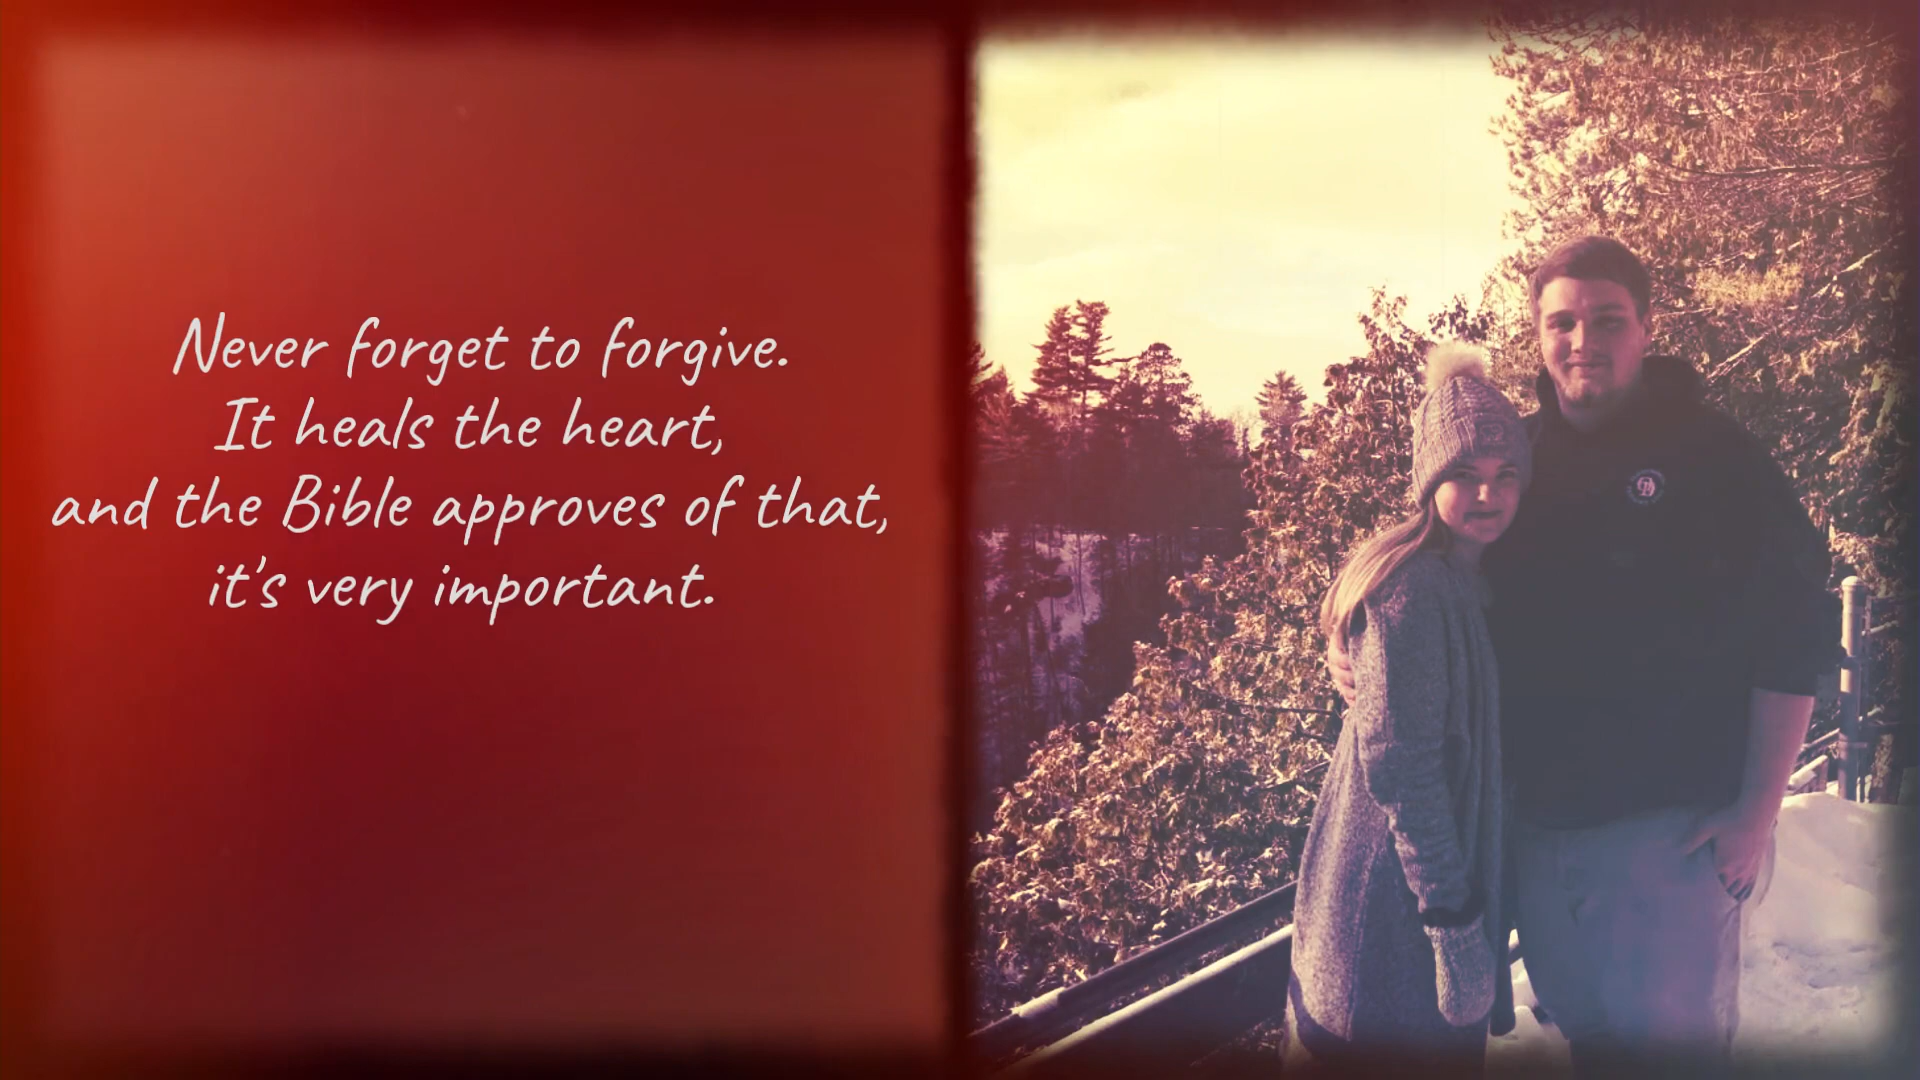 Never forget to forgive.
It heals the heart,
and the Bible approves of that,
it's very important.